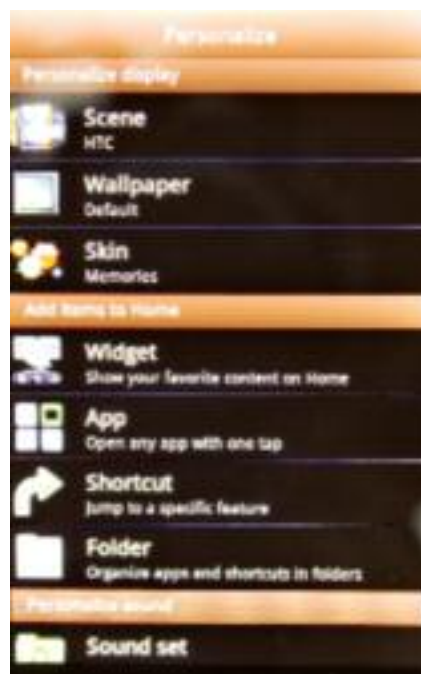 Personalize
Personalize display
Scene
HTC
Wallpaper
Default
Skin
Memories
Add items to Home
Widget
Show your favorite content on Home
App
Open any app with one tap
Shortcut
Jump to a specific feature
Folder
Organize apps and shortcuts in folders
Personalize sound
Sound set